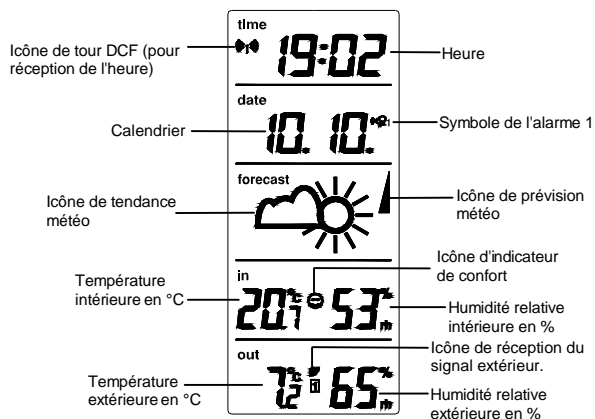 time
Icône de tour DCF (pour
réception de l'heure)
19:02
Heure
date
Calendrier
10. 10.
Symbole de l'alarme 1
forecast
Icône de tendance
météo
Icône de prévision
météo
Icône d'indicateur
de confort
in
Température
intérieure en °C
20.1 °C
53 %
rh
Humidité relative
intérieure en %
out
Icône de réception du
signal extérieur.
Température
extérieure en °C
7.2 °C
1
65 %
rh
Humidité relative
extérieure en %